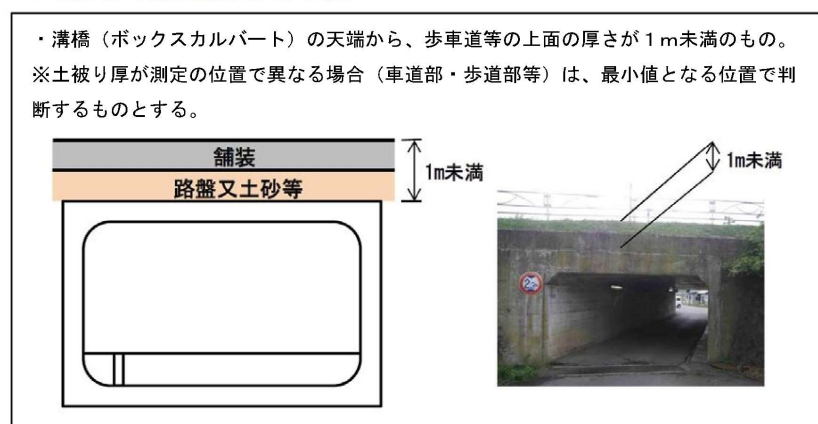 ・溝橋（ボックスカルバート）の天端から、歩車道等の上面の厚さが１ｍ未満のもの。
※土被り厚が測定の位置で異なる場合（車道部・歩道部等）は、最小値となる位置で判
断するものとする。
舗装
路盤又土砂等
1m未満
1m未満